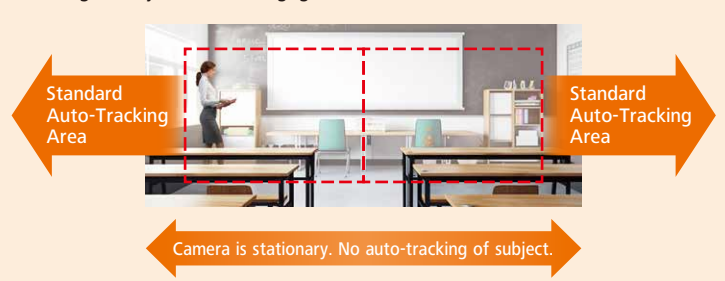 Standard
Auto-Tracking
Area
Standard
Auto-Tracking
Area
Camera is stationary. No auto-tracking of subject.